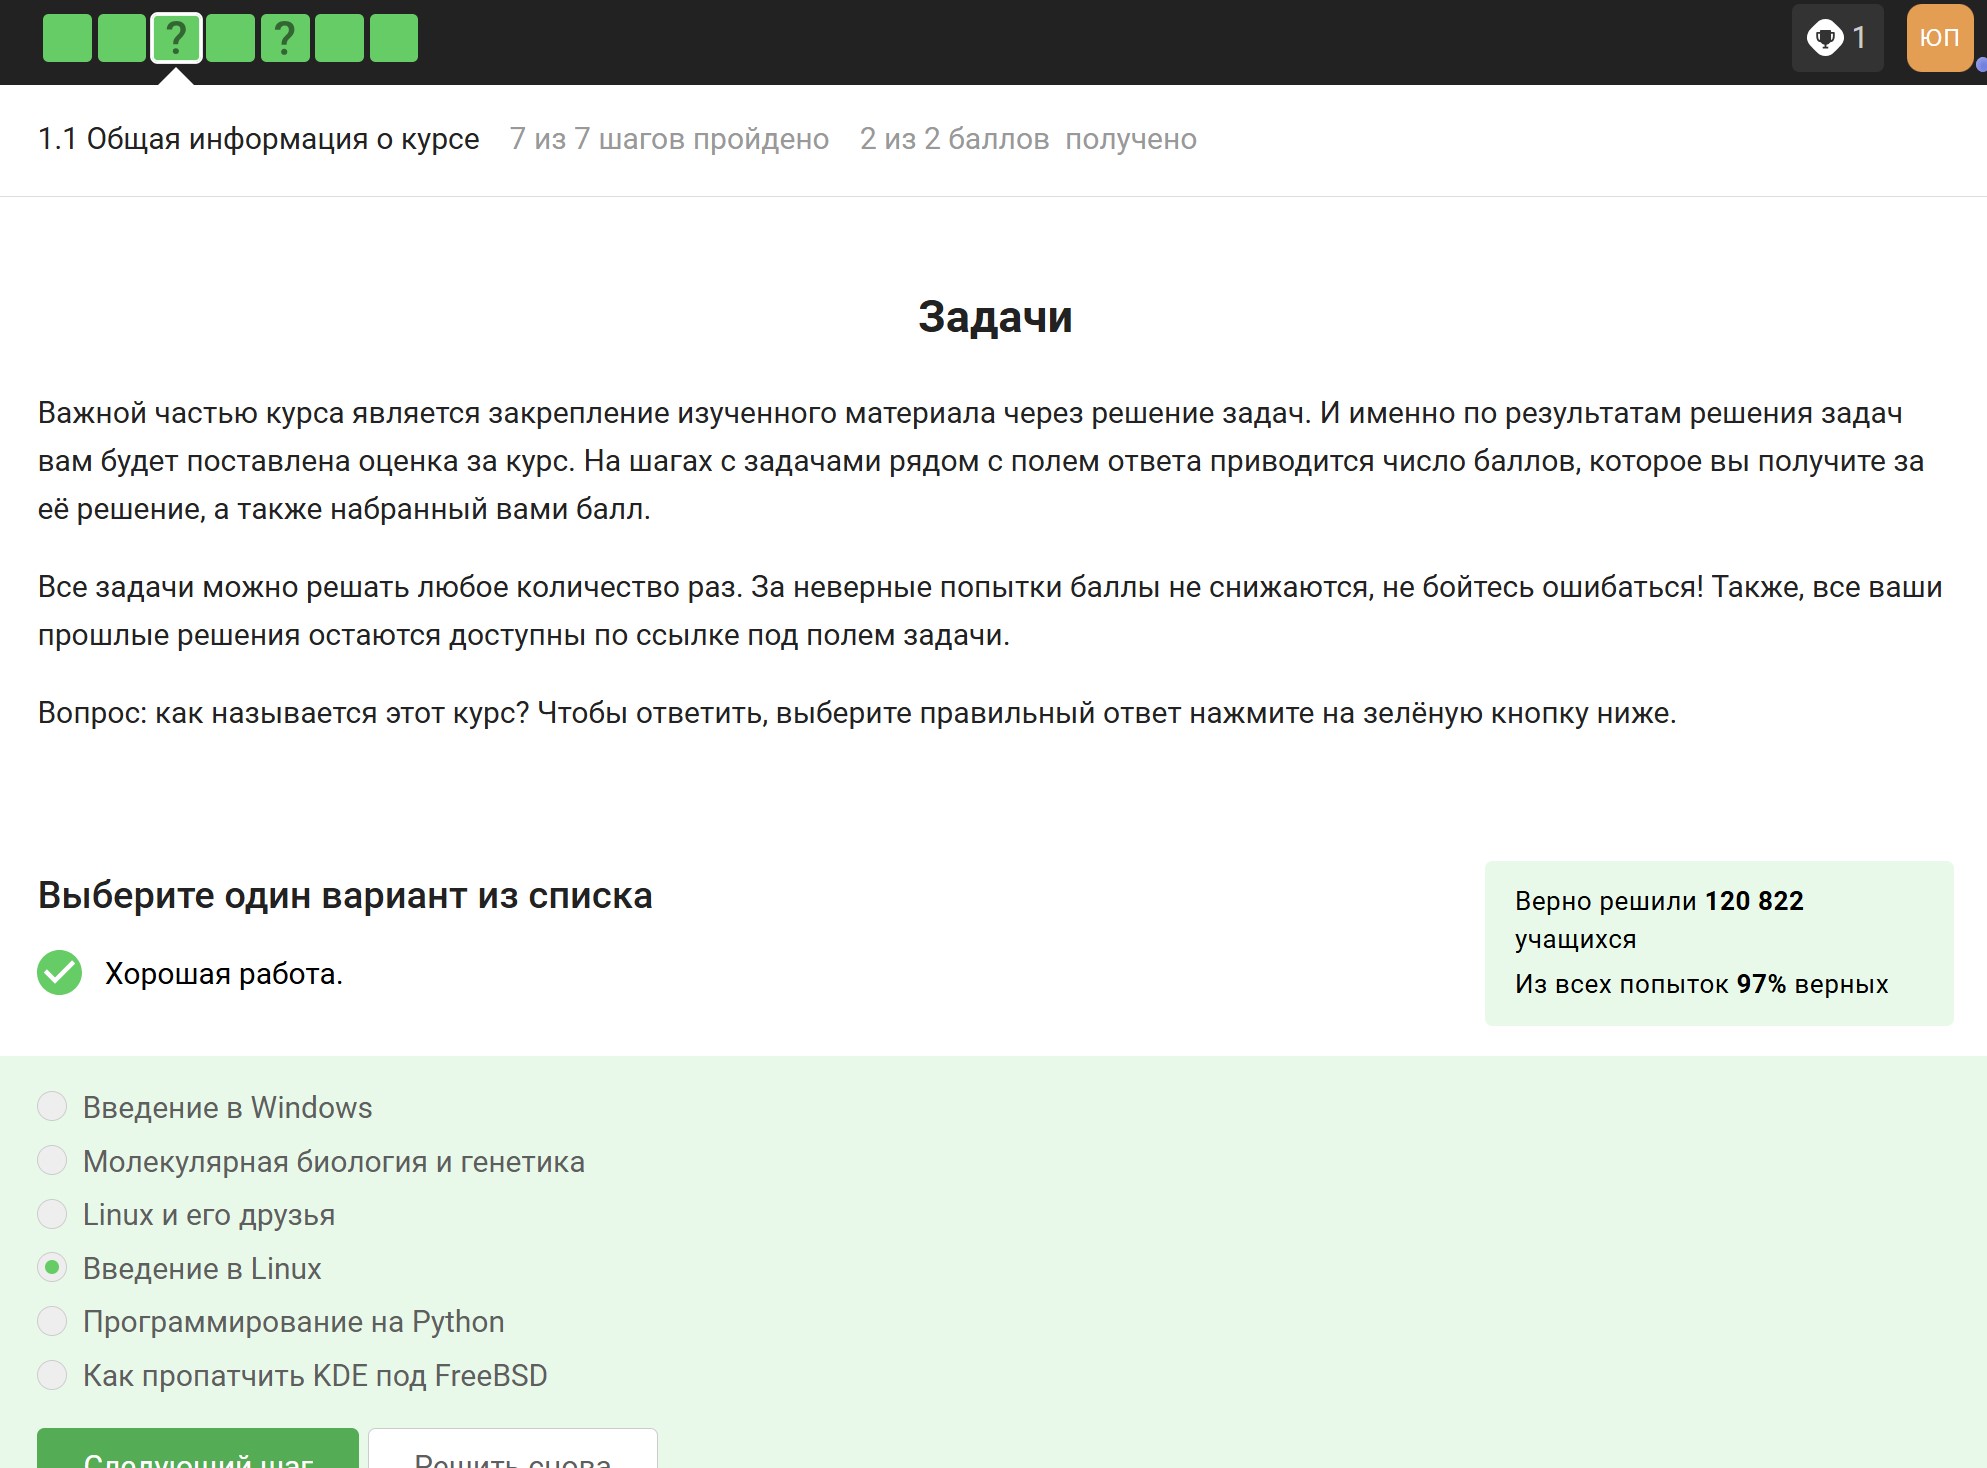 ? ?
1
ЮП
1.1 Общая информация о курсе 7 из 7 шагов пройдено 2 из 2 баллов получено
Задачи
Важной частью курса является закрепление изученного материала через решение задач. И именно по результатам решения задач
вам будет поставлена оценка за курс. На шагах с задачами рядом с полем ответа приводится число баллов, которое вы получите за
её решение, а также набранный вами балл.
Все задачи можно решать любое количество раз. За неверные попытки баллы не снижаются, не бойтесь ошибаться! Также, все ваши
прошлые решения остаются доступны по ссылке под полем задачи.
Вопрос: как называется этот курс? Чтобы ответить, выберите правильный ответ нажмите на зелёную кнопку ниже.
Выберите один вариант из списка
Хорошая работа.
Верно решили 120 822
учащихся
Из всех попыток 97% верных
Введение в Windows
Молекулярная биология и генетика
Linux и его друзья
Введение в Linux
Программирование на Python
Как пропатчить KDE под FreeBSD
Следующий шаг Решить снова